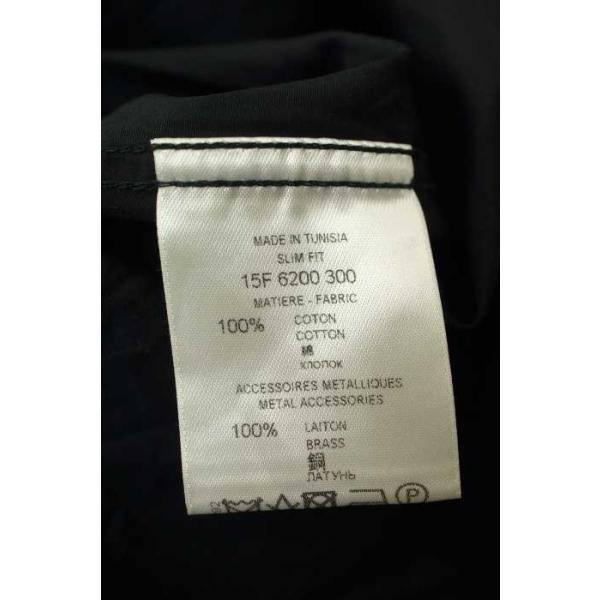 MADE IN TUNISIA
SLIM FIT
15F 6200 300
MATIERE - FABRIC
100% COTON
COTTON
綿
ХЛОПОК
ACCESSOIRES METALLIQUES
METAL ACCESSORIES
100% LAITON
BRASS
銅
ЛАТУНЬ
P